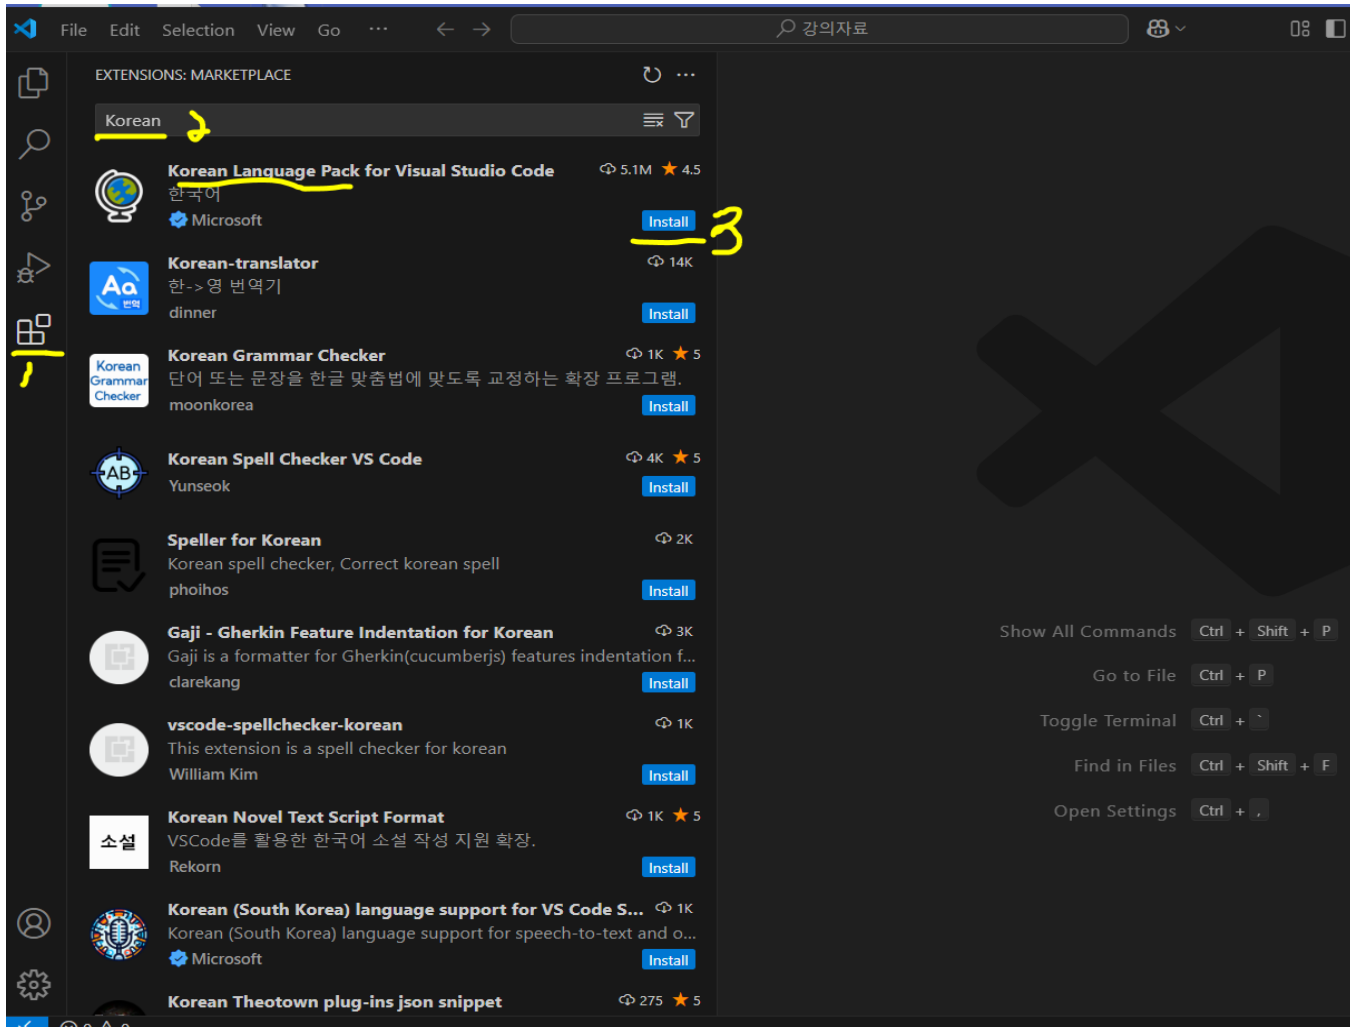 File Edit Selection View Go ··· ← → 강의자료
EXTENSIONS: MARKETPLACE
Korean 2
Korean Language Pack for Visual Studio Code 5.1M ★ 4.5
한국어
Microsoft Install 3
Korean-translator 14K
Aа 번역
한->영 번역기
dinner Install
1
Korean Grammar Checker
Korean Grammar Checker 1K ★ 5
단어 또는 문장을 한글 맞춤법에 맞도록 교정하는 확장 프로그램.
moonkorea Install
AB
Korean Spell Checker VS Code 4K ★ 5
Yunseok Install
Speller for Korean 2K
Korean spell checker, Correct korean spell
phoihos Install
Gaji - Gherkin Feature Indentation for Korean 3K
Gaji is a formatter for Gherkin(cucumberjs) features indentation f...
clarekang Install
vscode-spellchecker-korean 1K
This extension is a spell checker for korean
William Kim Install
소설
Korean Novel Text Script Format 1K ★ 5
VSCode를 활용한 한국어 소설 작성 지원 확장.
Rekorn Install
Korean (South Korea) language support for VS Code S... 1K
Korean (South Korea) language support for speech-to-text and o...
Microsoft Install
Korean Theotown plug-ins json snippet 275 ★ 5
Show All Commands Ctrl + Shift + P
Go to File Ctrl + P
Toggle Terminal Ctrl + `
Find in Files Ctrl + Shift + F
Open Settings Ctrl + ,